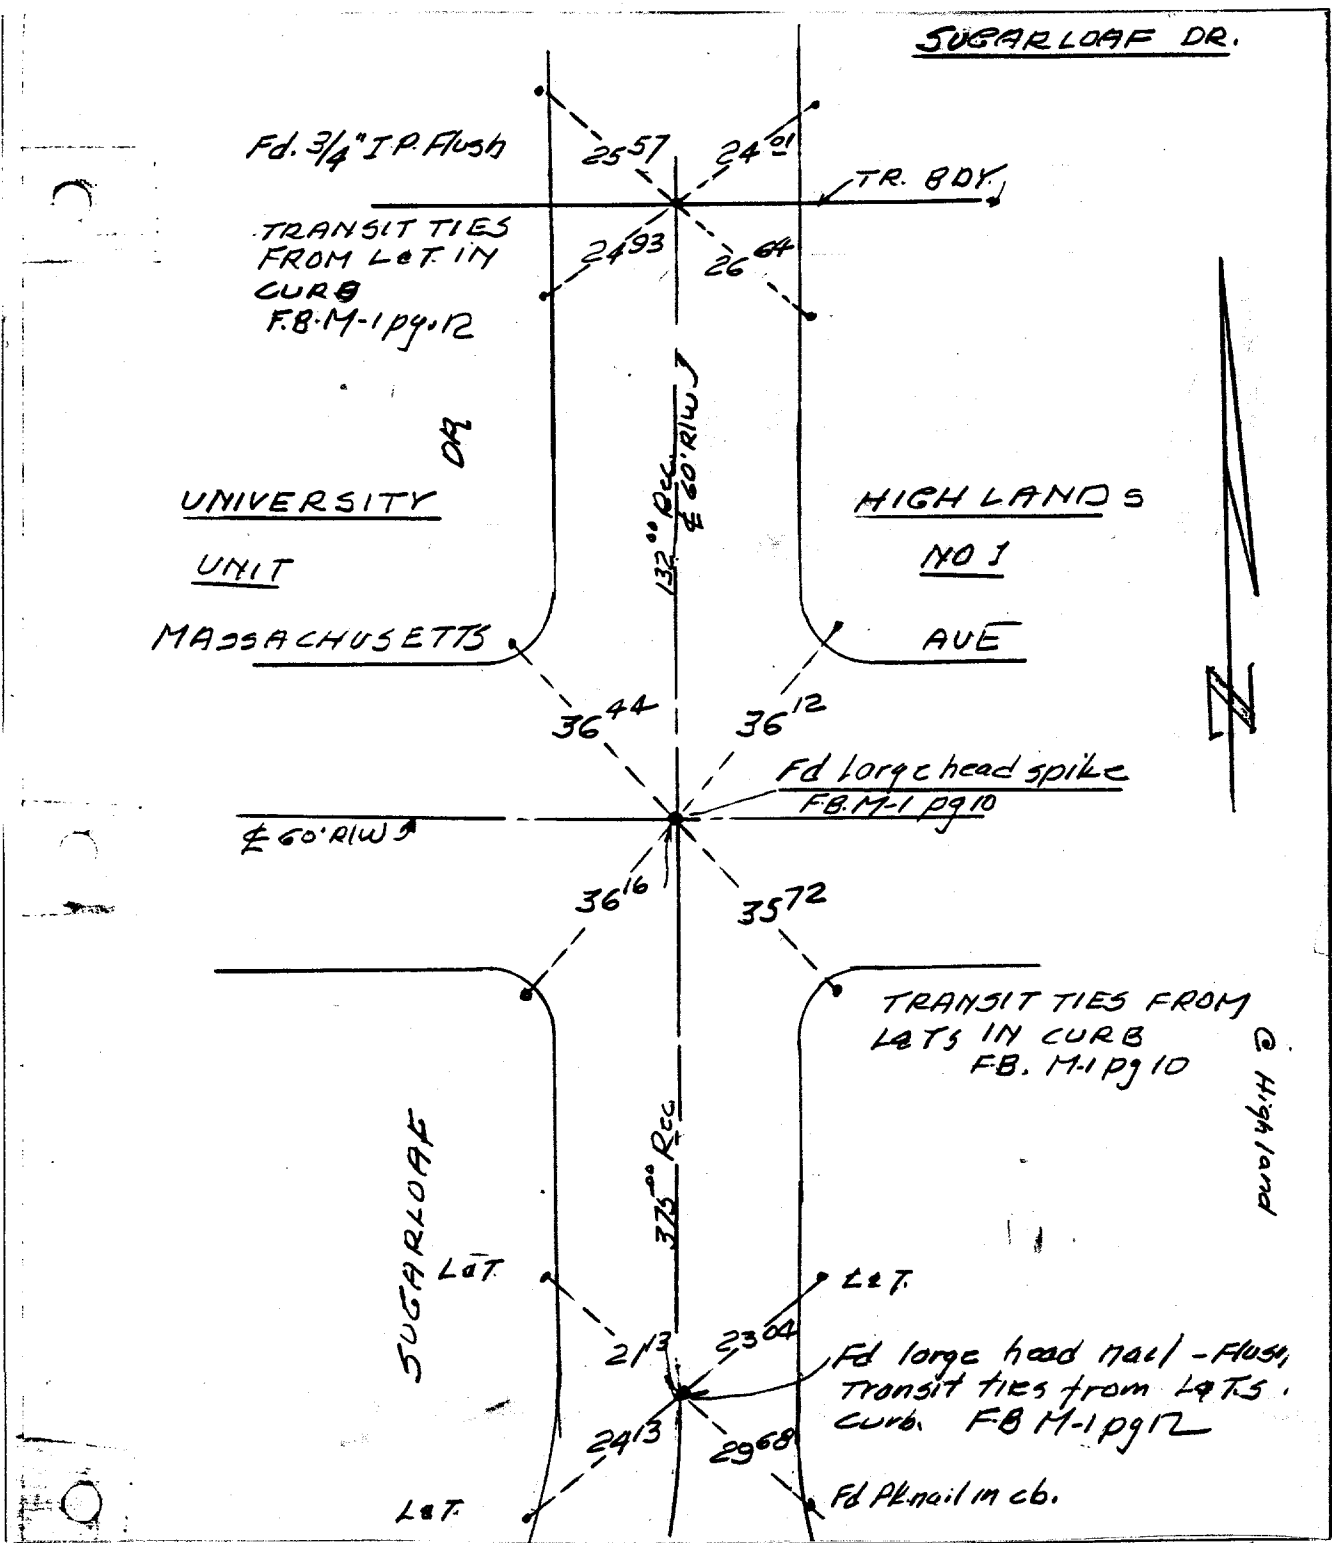 SUGARLOAF DR.
Fd. 3/4" I P. Flush
25 57
24 01
TR. BDY.
TRANSIT TIES
FROM L&T. IN
CURB
F.B. M-1 pg. 12
24 93
26 64
DR
132.00 Rec.
℄ 60' R/W
UNIVERSITY
HIGHLANDS
UNIT
NO 1
MASSACHUSETTS
AVE
36 44
36 12
Fd large head spike
F.B. M-1 pg 10
℄ 60' R/W
36 16
35 72
TRANSIT TIES FROM
L&Ts IN CURB
F.B. M-1 pg 10
@ Highland
N
SUGARLOAF
375.00 Rec.
L&T.
L&T.
21 13
23 04
Fd large head nail - Flush,
Transit ties from L&T.s.
Curb. FB M-1 pg 12
24 13
29 68
L&T.
Fd Pk nail in cb.